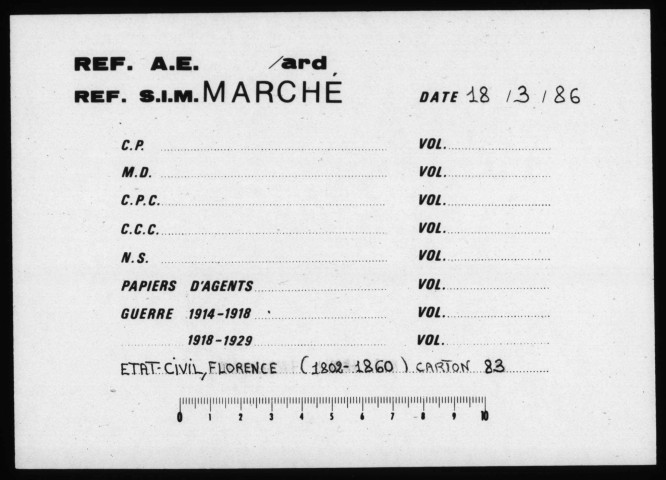 REF. A.E. /ard
REF. S.I.M. MARCHÉ DATE 18 / 3 / 86
C.P. VOL.
M.D. VOL.
C.P.C. VOL.
C.C.C. VOL.
N.S. VOL.
PAPIERS D'AGENTS VOL.
GUERRE 1914-1918 VOL.
1918-1929 VOL.
ETAT-CIVIL, FLORENCE (1802-1860) CARTON 83
0 1 2 3 4 5 6 7 8 9 10